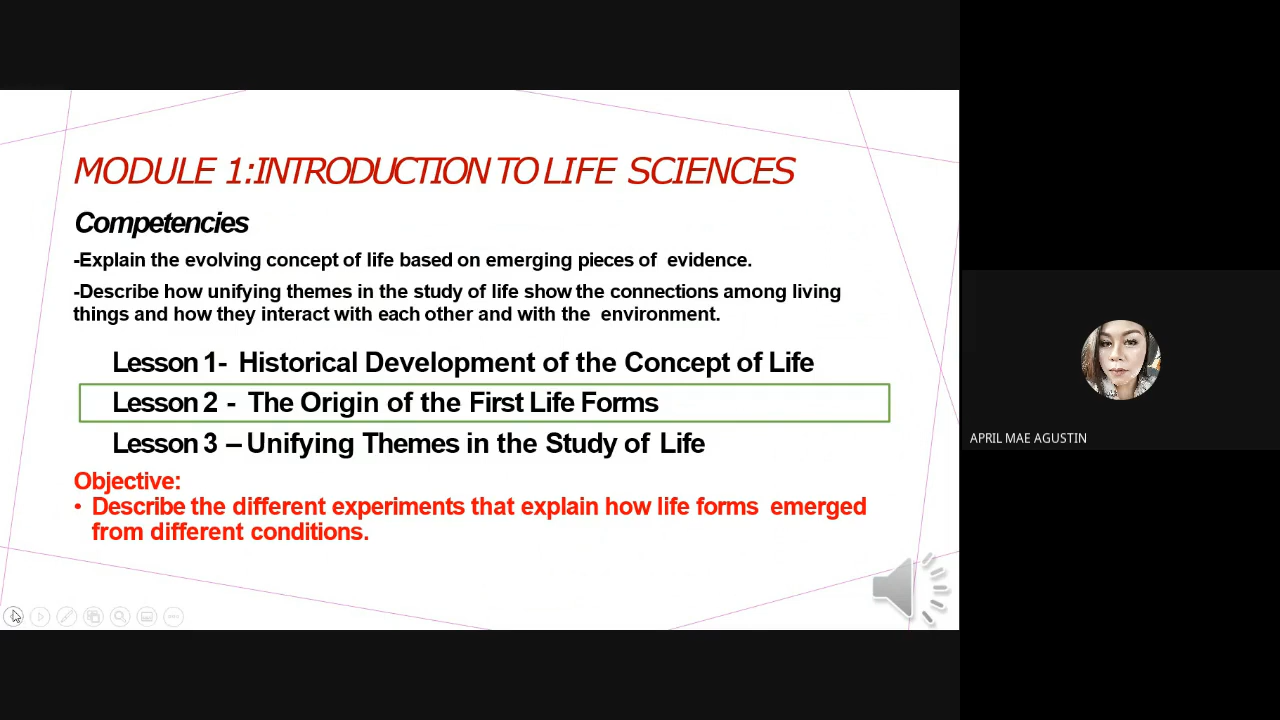 MODULE 1:INTRODUCTION TO LIFE SCIENCES
Competencies
-Explain the evolving concept of life based on emerging pieces of evidence.
-Describe how unifying themes in the study of life show the connections among living
things and how they interact with each other and with the environment.
Lesson 1- Historical Development of the Concept of Life
Lesson 2 - The Origin of the First Life Forms
Lesson 3 – Unifying Themes in the Study of Life
Objective:
• Describe the different experiments that explain how life forms emerged
from different conditions.
APRIL MAE AGUSTIN